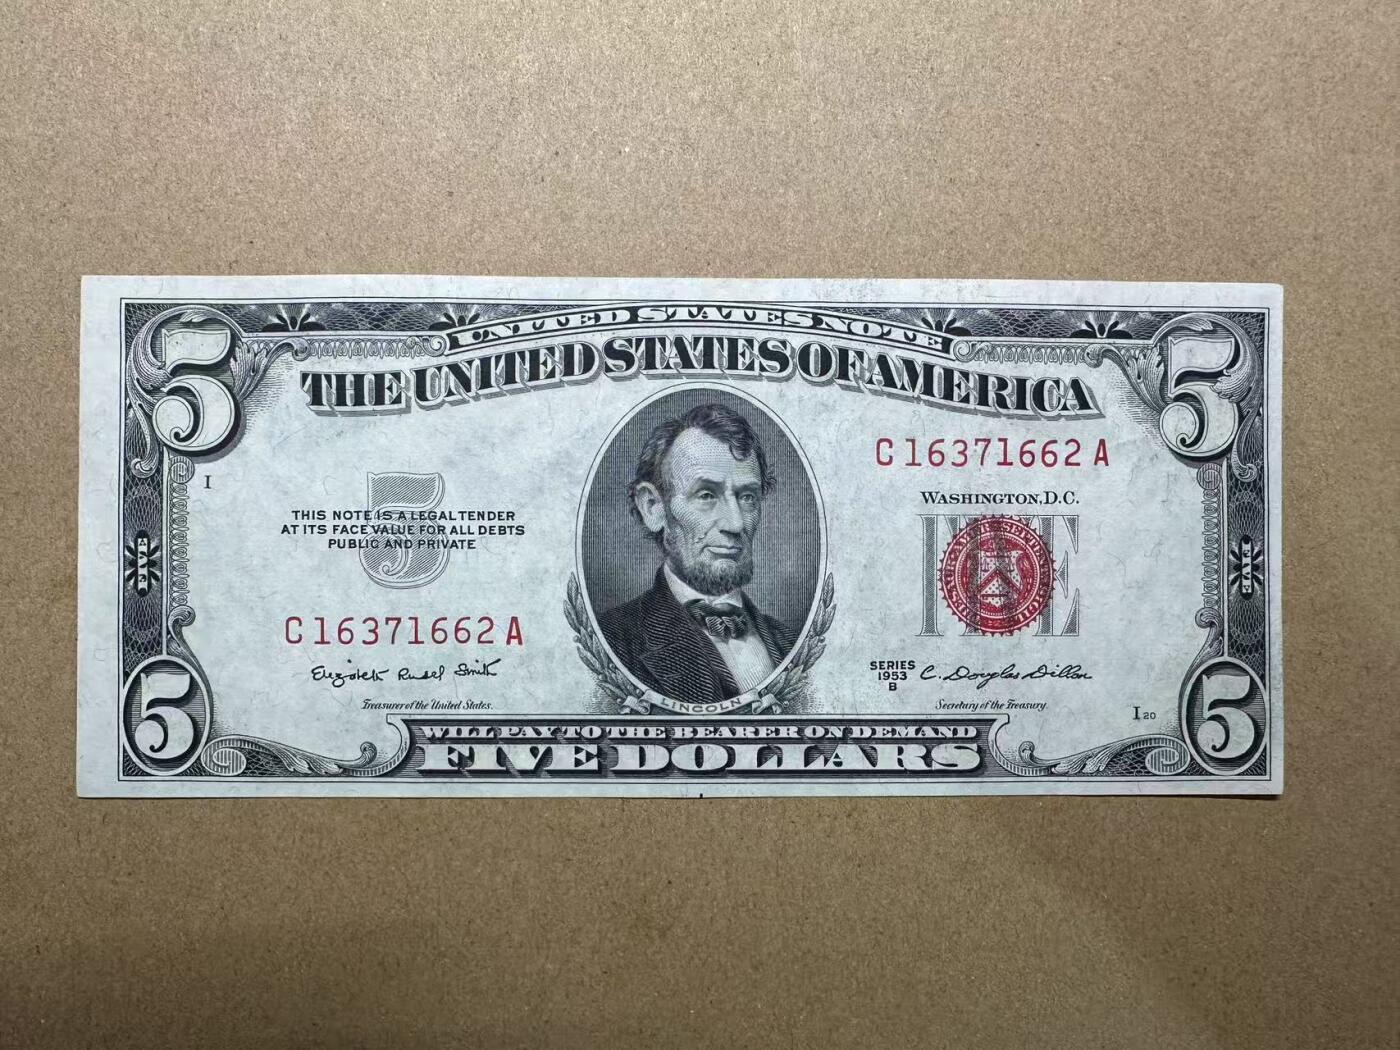 UNITED STATES NOTE
THE UNITED STATES OF AMERICA
5
5
C 16371662 A
I
WASHINGTON, D.C.
5
THIS NOTE IS A LEGAL TENDER
AT ITS FACE VALUE FOR ALL DEBTS
PUBLIC AND PRIVATE
FIVE
FIVE
C 16371662 A
Elizabeth Rudel Smith
Treasurer of the United States.
SERIES
1953
B
C. Douglas Dillon
Secretary of the Treasury.
LINCOLN
I 20
5
5
WILL PAY TO THE BEARER ON DEMAND
FIVE DOLLARS